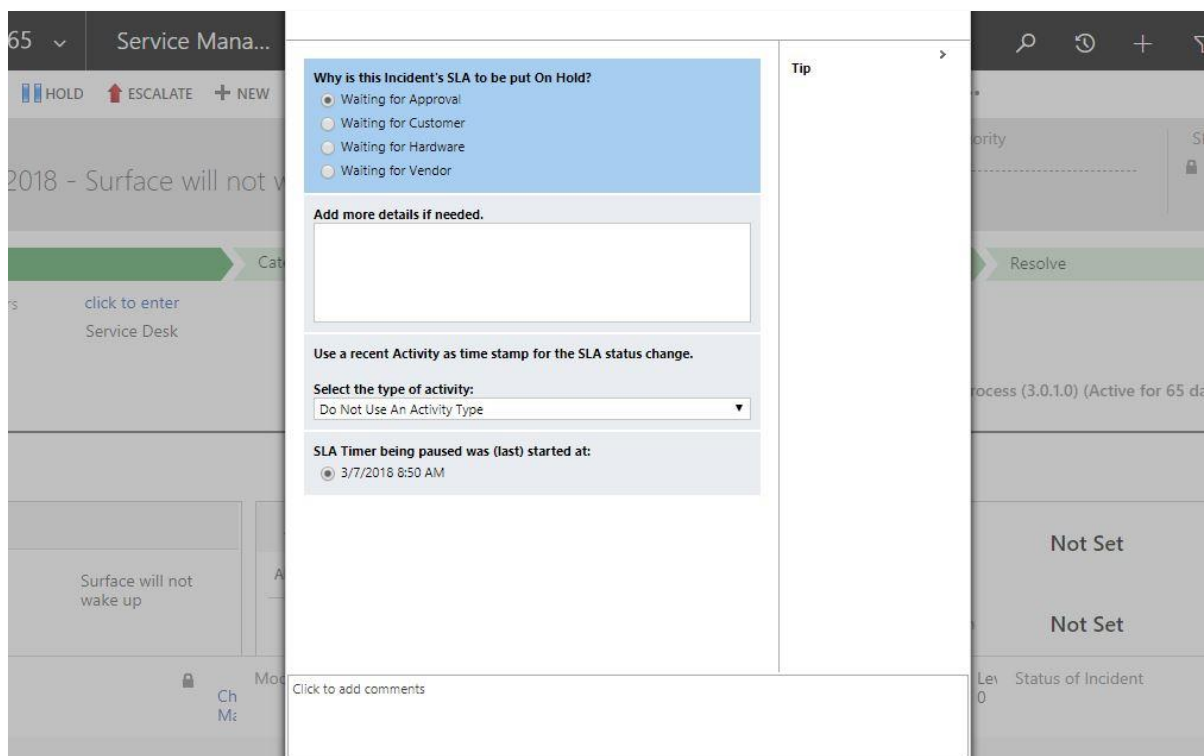 65
Service Mana...
HOLD
ESCALATE
NEW
2018 - Surface will not w
ority
Cat
Resolve
rs
click to enter
Service Desk
rocess (3.0.1.0) (Active for 65 da
Surface will not
wake up
A
Not Set
Not Set
Ch
Ma
Moc
Lev
0
Status of Incident
Why is this Incident's SLA to be put On Hold?
Waiting for Approval
Waiting for Customer
Waiting for Hardware
Waiting for Vendor
Add more details if needed.
Use a recent Activity as time stamp for the SLA status change.
Select the type of activity:
Do Not Use An Activity Type
SLA Timer being paused was (last) started at:
3/7/2018 8:50 AM
Tip
Click to add comments